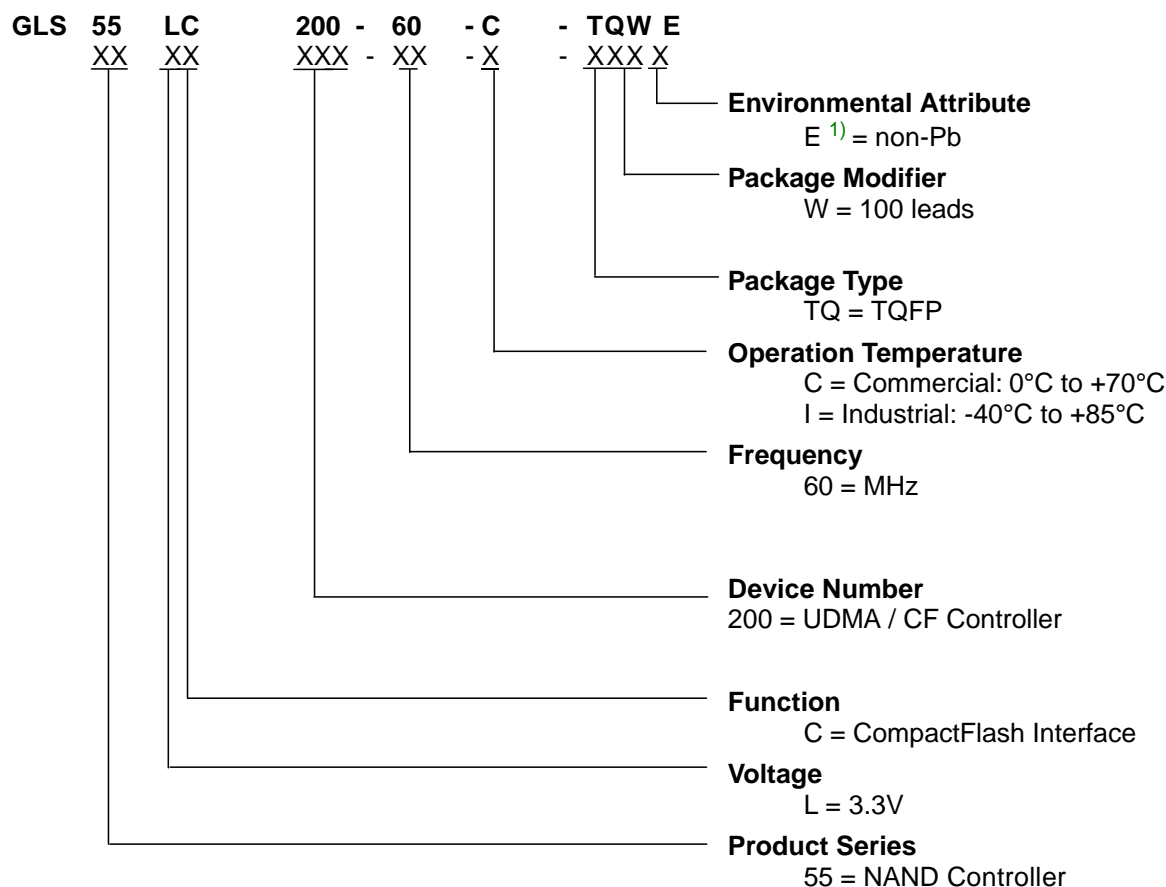 GLS 55 LC 200 - 60 - C - TQW E
XX XX XXX - XX - X - XXX X
Environmental Attribute
E 1) = non-Pb
Package Modifier
W = 100 leads
Package Type
TQ = TQFP
Operation Temperature
C = Commercial: 0°C to +70°C
I = Industrial: -40°C to +85°C
Frequency
60 = MHz
Device Number
200 = UDMA / CF Controller
Function
C = CompactFlash Interface
Voltage
L = 3.3V
Product Series
55 = NAND Controller